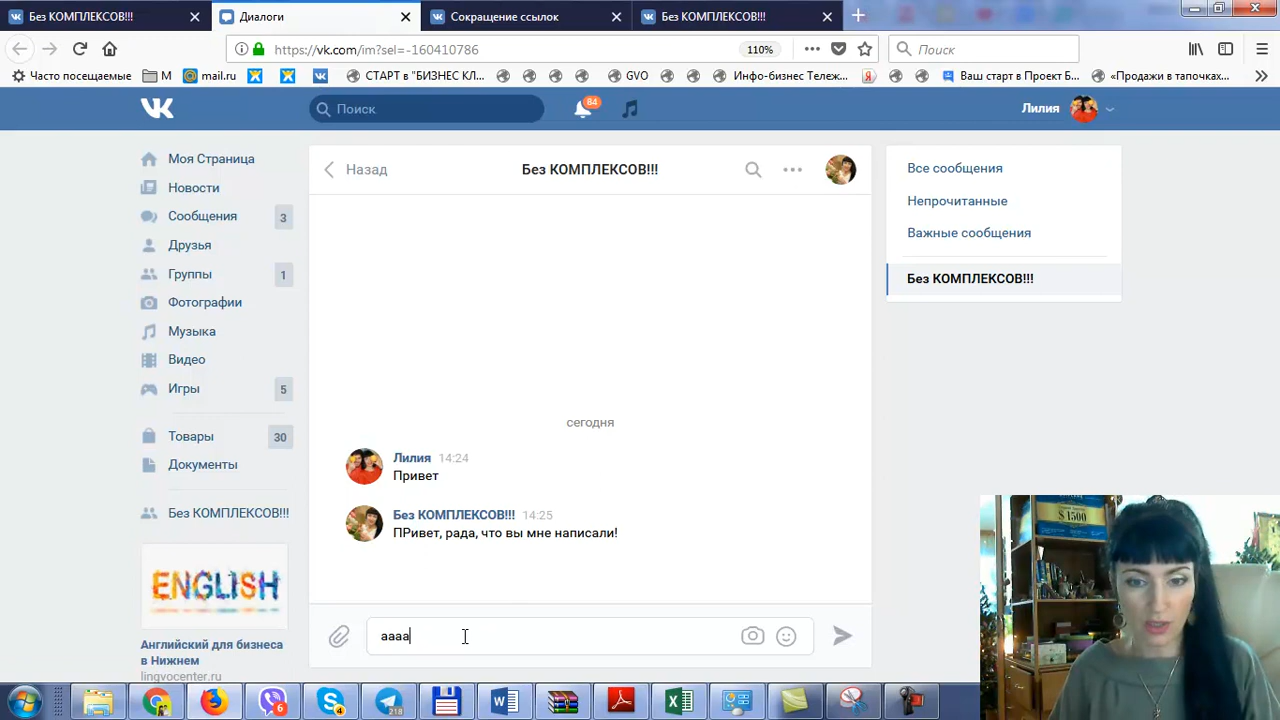 Без КОМПЛЕКСОВ!!!
Диалоги
Сокращение ссылок
Без КОМПЛЕКСОВ!!!
https://vk.com/im?sel=-160410786
110%
Поиск
Часто посещаемые
М
mail.ru
СТАРТ в "БИЗНЕС КЛ...
GVO
Инфо-бизнес Тележ...
Ваш старт в Проект Б...
«Продажи в тапочках...
Поиск
84
Лилия
Моя Страница
Новости
Сообщения
3
Друзья
Группы
1
Фотографии
Музыка
Видео
Игры
5
Товары
30
Документы
Без КОМПЛЕКСОВ!!!
ENGLISH
Английский для бизнеса
в Нижнем
lingvocenter.ru
Назад
Без КОМПЛЕКСОВ!!!
сегодня
Лилия 14:24
Привет
Без КОМПЛЕКСОВ!!! 14:25
ПРивет, рада, что вы мне написали!
аааа
Все сообщения
Непрочитанные
Важные сообщения
Без КОМПЛЕКСОВ!!!
$ 1500
6
4
218